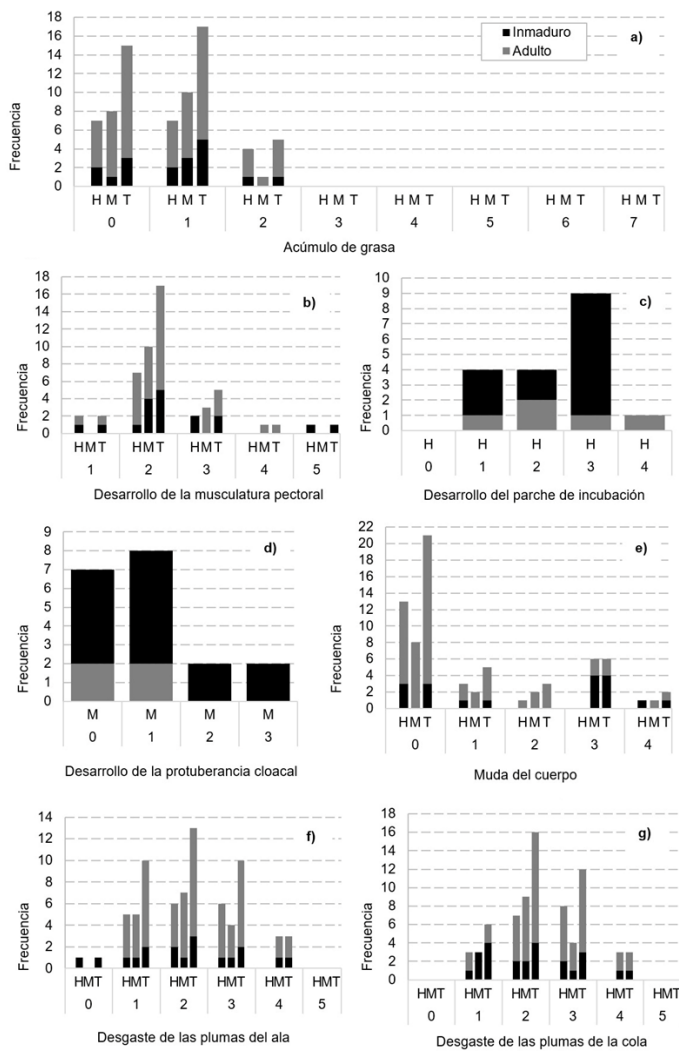 18
16
14
12
10
8
6
4
2
0
Frecuencia
Inmaduro
Adulto
a)
H M T H M T H M T H M T H M T H M T H M T H M T
0 1 2 3 4 5 6 7
Acúmulo de grasa
18
16
14
12
10
8
6
4
2
0
Frecuencia
b)
HMT HMT HMT HMT HMT
1 2 3 4 5
Desarrollo de la musculatura pectoral
10
9
8
7
6
5
4
3
2
1
0
Frecuencia
c)
H H H H H
0 1 2 3 4
Desarrollo del parche de incubación
9
8
7
6
5
4
3
2
1
0
Frecuencia
d)
M M M M
0 1 2 3
Desarrollo de la protuberancia cloacal
22
20
18
16
14
12
10
8
6
4
2
0
Frecuencia
e)
HMT HMT HMT HMT HMT
0 1 2 3 4
Muda del cuerpo
14
12
10
8
6
4
2
0
Frecuencia
f)
HMT HMT HMT HMT HMT HMT
0 1 2 3 4 5
Desgaste de las plumas del ala
18
16
14
12
10
8
6
4
2
0
Frecuencia
g)
HMT HMT HMT HMT HMT HMT
0 1 2 3 4 5
Desgaste de las plumas de la cola